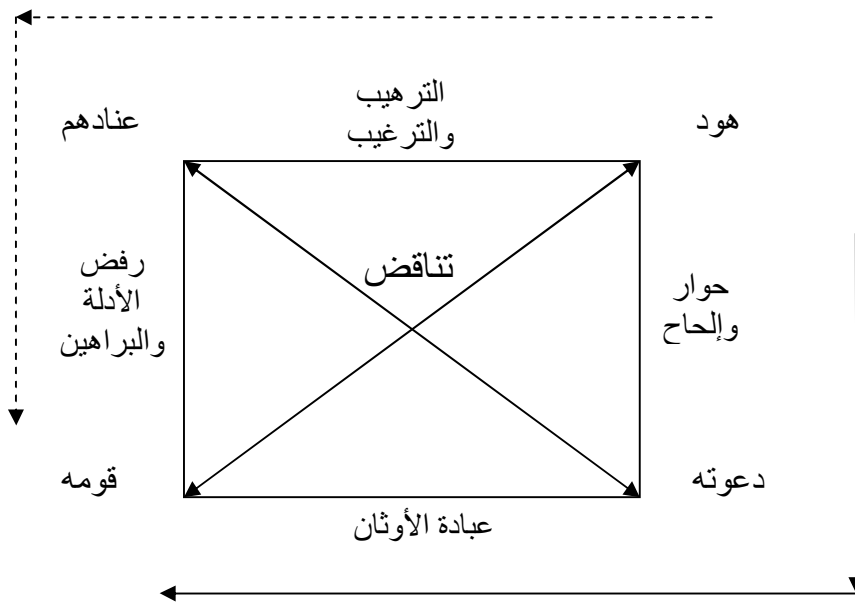 الترهيب
والترغيب
هود
عنادهم
تناقض
حوار
وإلحاح
رفض
الأدلة
والبراهين
دعوته
قومه
عبادة الأوثان